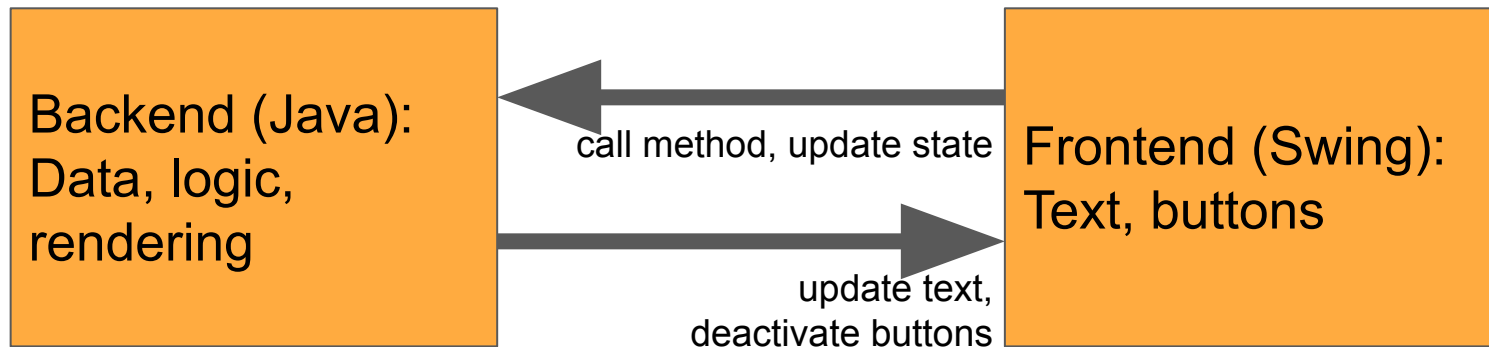 Backend (Java):
Data, logic,
rendering
call method, update state
update text,
deactivate buttons
Frontend (Swing):
Text, buttons